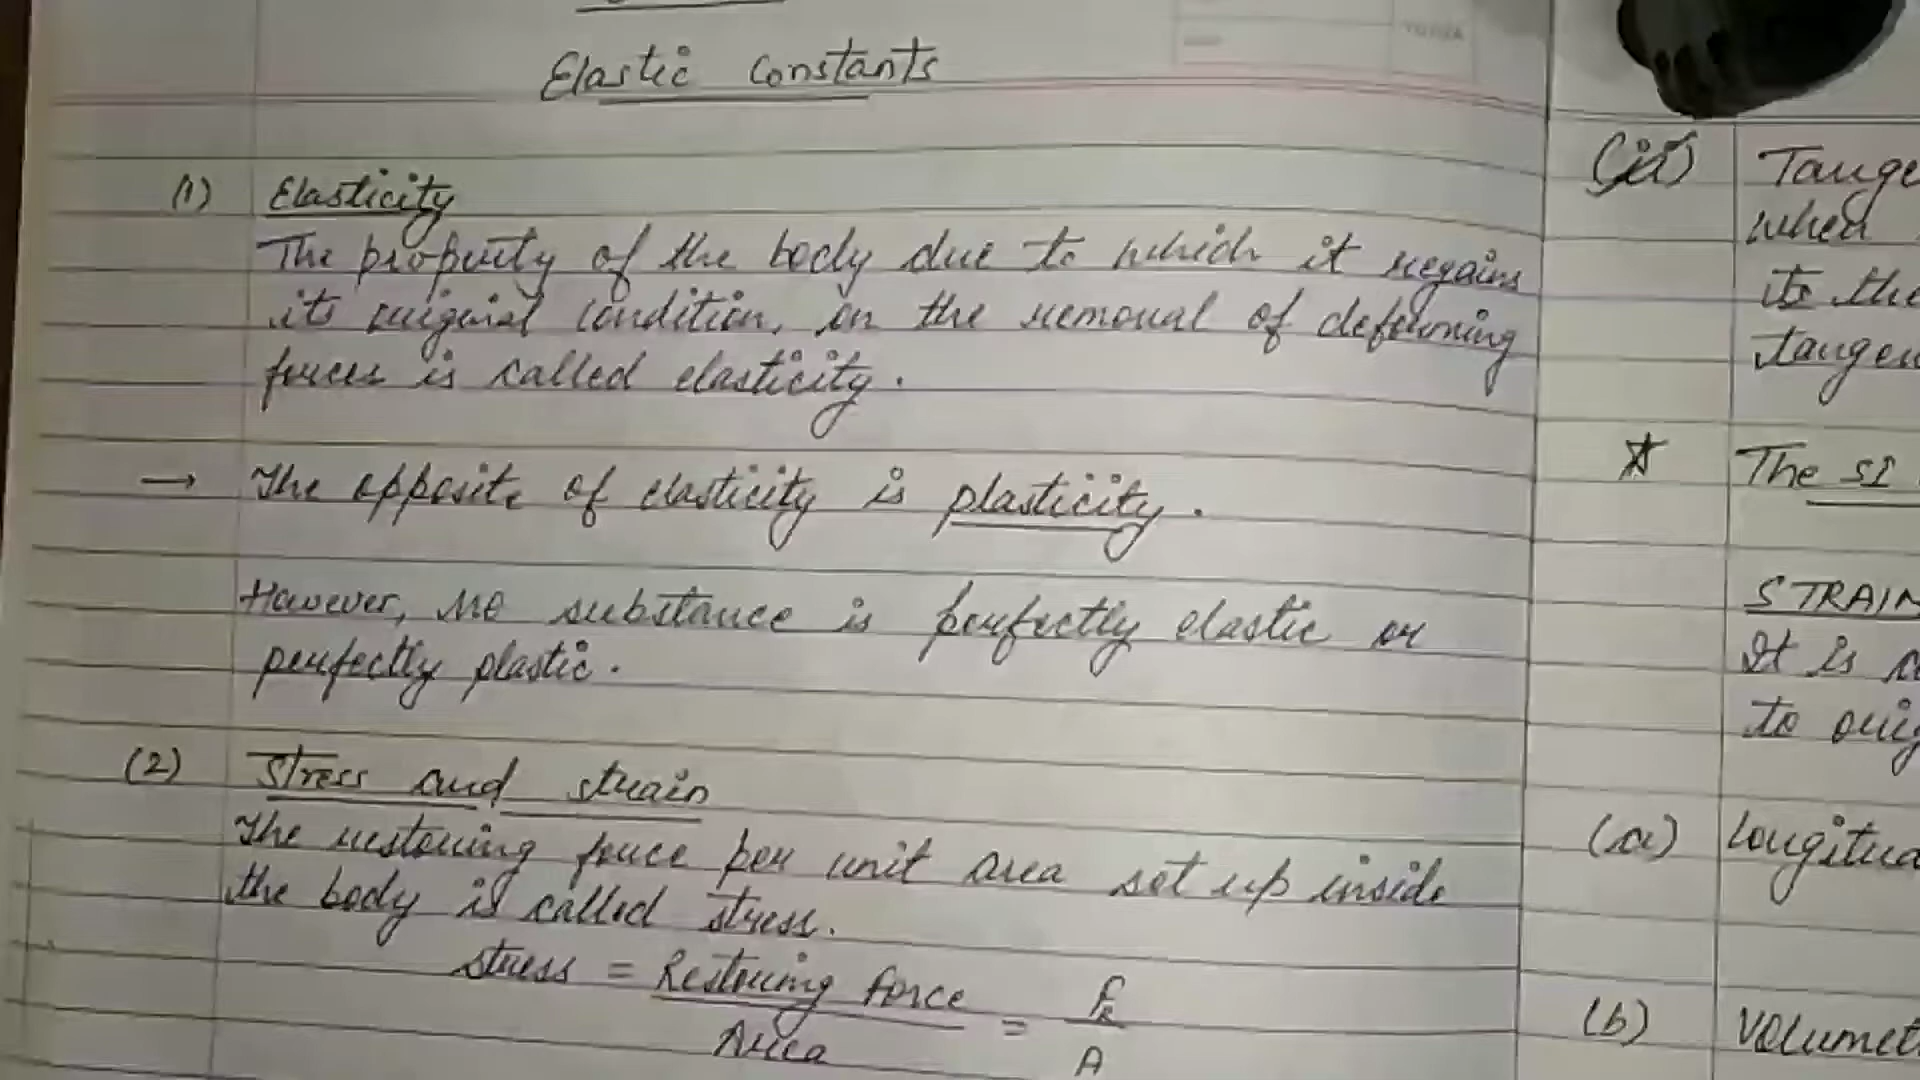 Elastic Constants
(1) Elasticity
The property of the body due to which it regains
its original condition, on the removal of deforming
forces is called elasticity.
→ The opposite of elasticity is plasticity.
However, no substance is perfectly elastic or
perfectly plastic.
(2) Stress and strain
The restoring force per unit area set up inside
the body is called stress.
stress = Restoring force / Area = FR / A
(ii) Tange
when
its the
tangen
☆ The SI
STRAIN
It is
to orig
(a) longitud
(b) Volumet